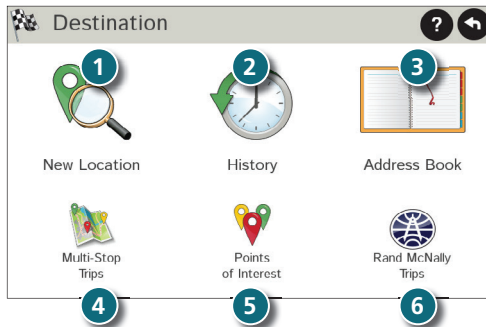 Destination
?
1
2
3
New Location
History
Address Book
Multi-Stop
Trips
Points
of Interest
Rand McNally
Trips
4
5
6